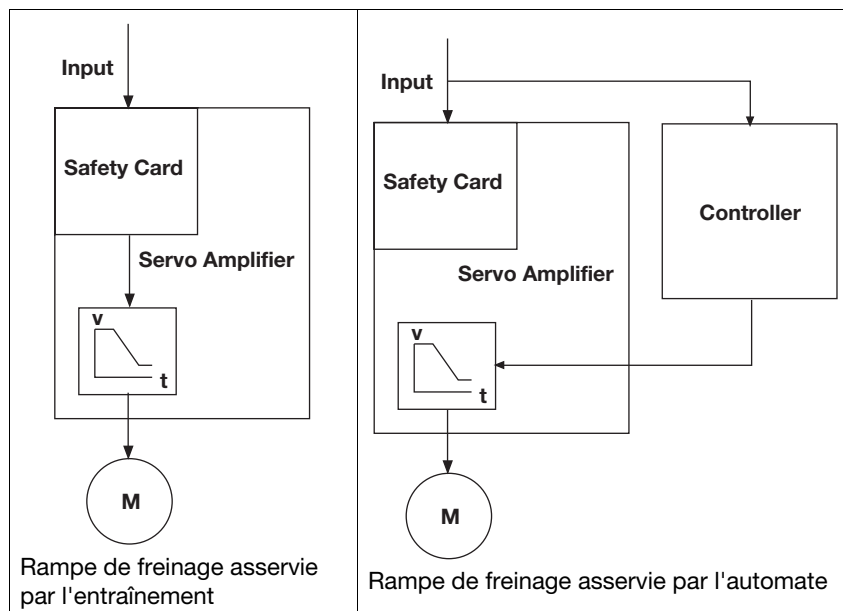 Input
Safety Card
Servo Amplifier
v
t
M
Rampe de freinage asservie
par l'entraînement
Input
Safety Card
Controller
Servo Amplifier
v
t
M
Rampe de freinage asservie par l'automate